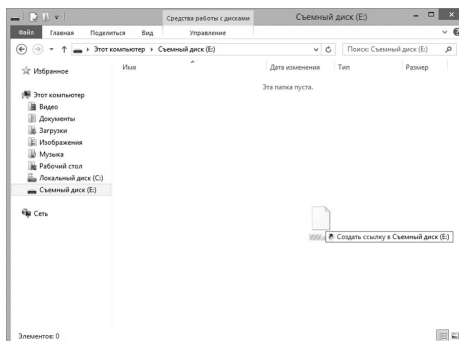 Средства работы с дисками
Съемный диск (E:)
Файл Главная Поделиться Вид Управление
Этот компьютер Съемный диск (E:)
Поиск: Съемный диск (E:)
Имя Дата изменения Тип Размер
Эта папка пуста.
Избранное
Этот компьютер
Видео
Документы
Загрузки
Изображения
Музыка
Рабочий стол
Локальный диск (C:)
Съемный диск (E:)
Сеть
Создать ссылку в Съемный диск (E:)
Элементов: 0